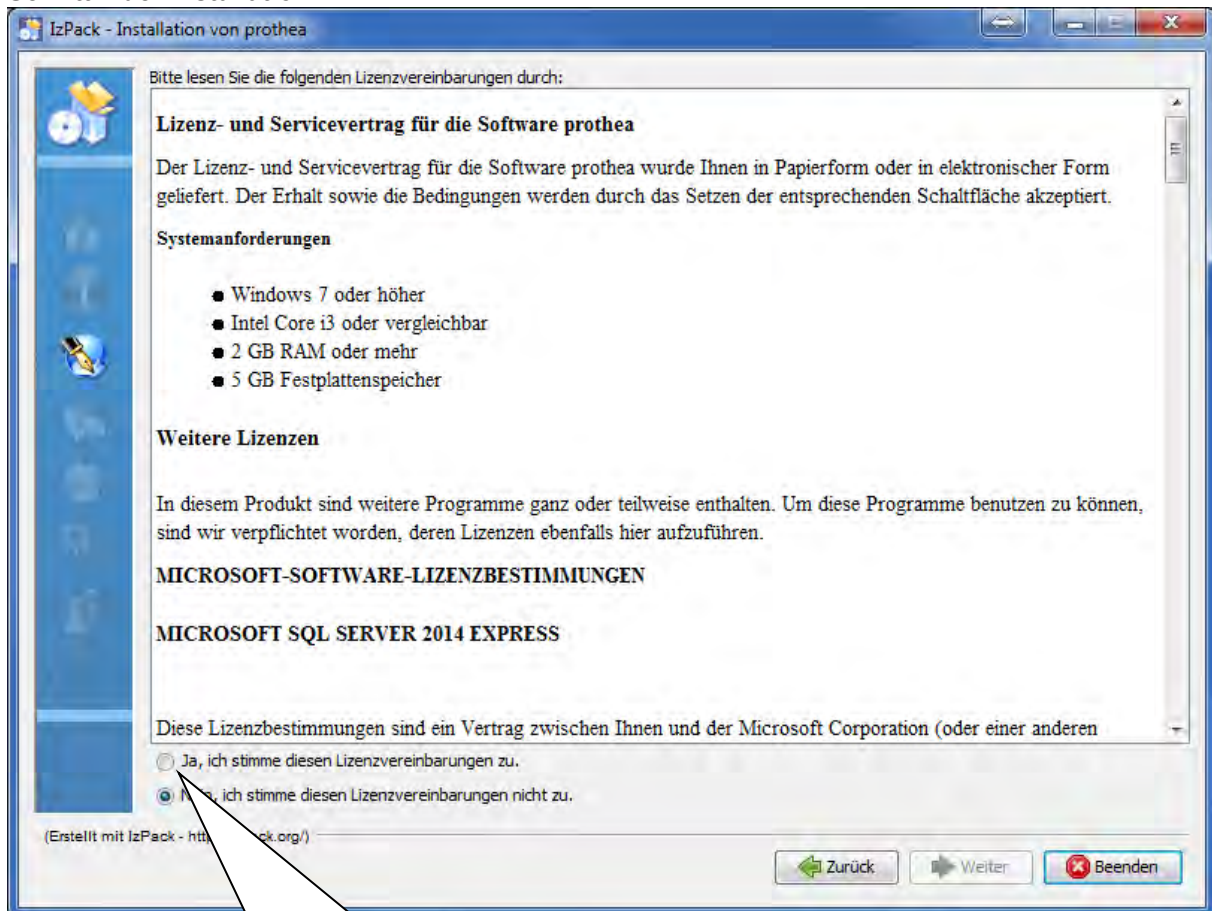 IzPack - Installation von prothea
Bitte lesen Sie die folgenden Lizenzvereinbarungen durch:
Lizenz- und Servicevertrag für die Software prothea
Der Lizenz- und Servicevertrag für die Software prothea wurde Ihnen in Papierform oder in elektronischer Form
geliefert. Der Erhalt sowie die Bedingungen werden durch das Setzen der entsprechenden Schaltfläche akzeptiert.
Systemanforderungen
● Windows 7 oder höher
● Intel Core i3 oder vergleichbar
● 2 GB RAM oder mehr
● 5 GB Festplattenspeicher
Weitere Lizenzen
In diesem Produkt sind weitere Programme ganz oder teilweise enthalten. Um diese Programme benutzen zu können,
sind wir verpflichtet worden, deren Lizenzen ebenfalls hier aufzuführen.
MICROSOFT-SOFTWARE-LIZENZBESTIMMUNGEN
MICROSOFT SQL SERVER 2014 EXPRESS
Diese Lizenzbestimmungen sind ein Vertrag zwischen Ihnen und der Microsoft Corporation (oder einer anderen
Ja, ich stimme diesen Lizenzvereinbarungen zu.
ich stimme diesen Lizenzvereinbarungen nicht zu.
(Erstellt mit IzPack -
Zurück
Weiter
Beenden